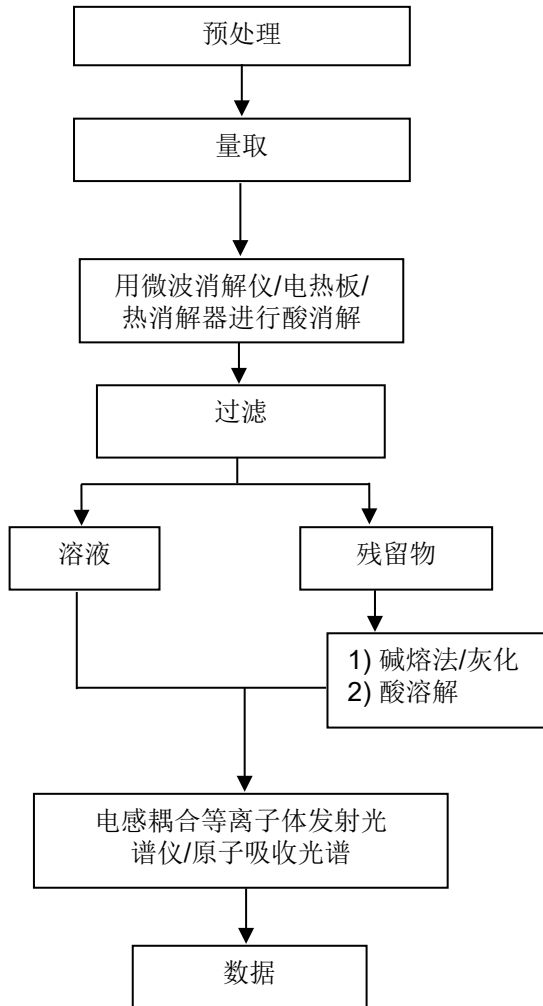 预处理
量取
用微波消解仪/电热板/
热消解器进行酸消解
过滤
溶液
残留物
1) 碱熔法/灰化
2) 酸溶解
电感耦合等离子体发射光
谱仪/原子吸收光谱
数据